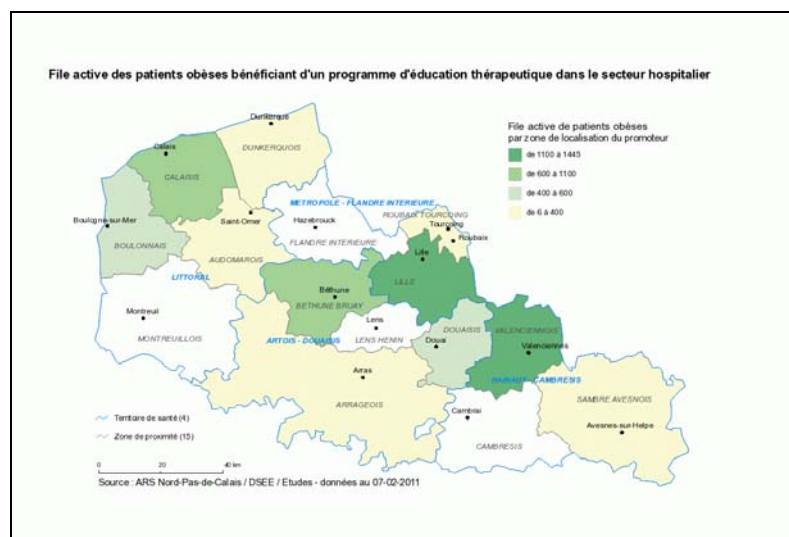 File active des patients obèses bénéficiant d'un programme d'éducation thérapeutique dans le secteur hospitalier
File active de patients obèses
par zone de localisation du promoteur
de 1100 à 1445
de 600 à 1100
de 400 à 600
de 6 à 400
Dunkerque
DUNKERQUOIS
Calais
CALAISIS
METROPOLE - FLANDRE INTERIEURE
Saint-Omer
ROUBAIX TOURCOING
Boulogne-sur-Mer
Hazebrouck
Tourcoing
Roubaix
BOULONNAIS
FLANDRE INTERIEURE
AUDOMAROIS
Lille
LITTORAL
LILLE
Béthune
BETHUNE BRUAY
Montreuil
Lens
MONTREUILLOIS
LENS HENIN
DOUAISIS
VALENCIENNOIS
ARTOIS - DOUAISIS
Douai
Valenciennes
Arras
HAINAUT - CAMBRESIS
ARRAGEOIS
SAMBRE AVESNOIS
Cambrai
Avesnes-sur-Helpe
CAMBRESIS
Territoire de santé (4)
Zone de proximité (15)
0 20 40 km
Source : ARS Nord-Pas-de-Calais / DSEE / Etudes - données au 07-02-2011